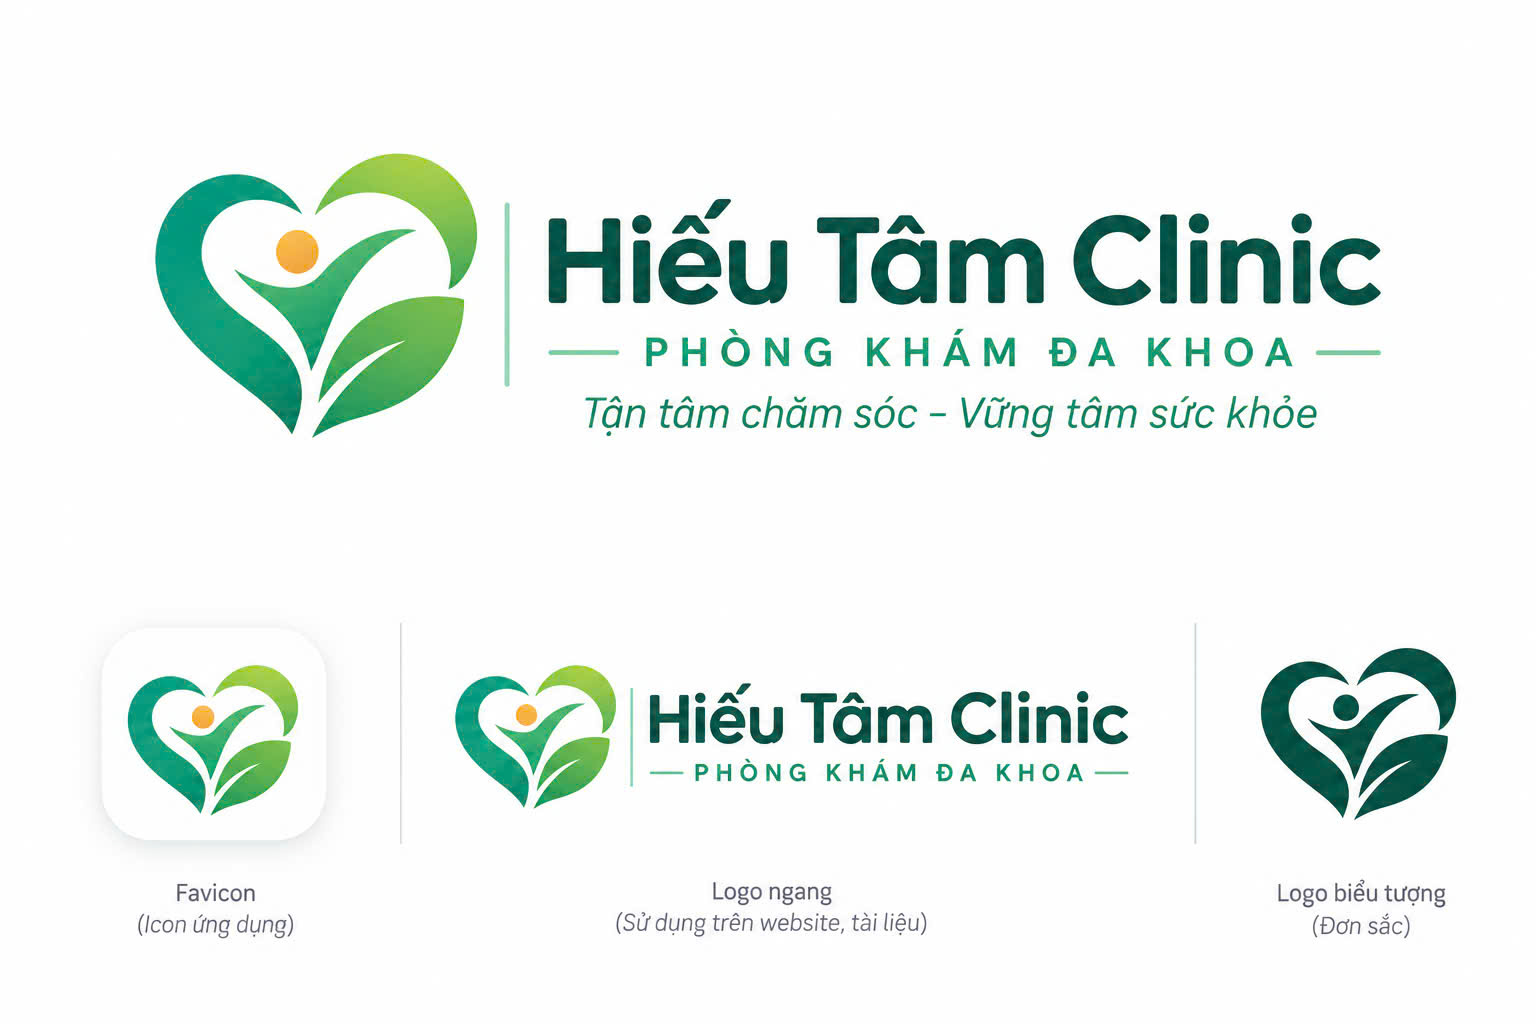 Hiếu Tâm Clinic
PHÒNG KHÁM ĐA KHOA
Tận tâm chăm sóc – Vững tâm sức khỏe
Hiếu Tâm Clinic
PHÒNG KHÁM ĐA KHOA
Favicon
(Icon ứng dụng)
Logo ngang
(Sử dụng trên website, tài liệu)
Logo biểu tượng
(Đơn sắc)